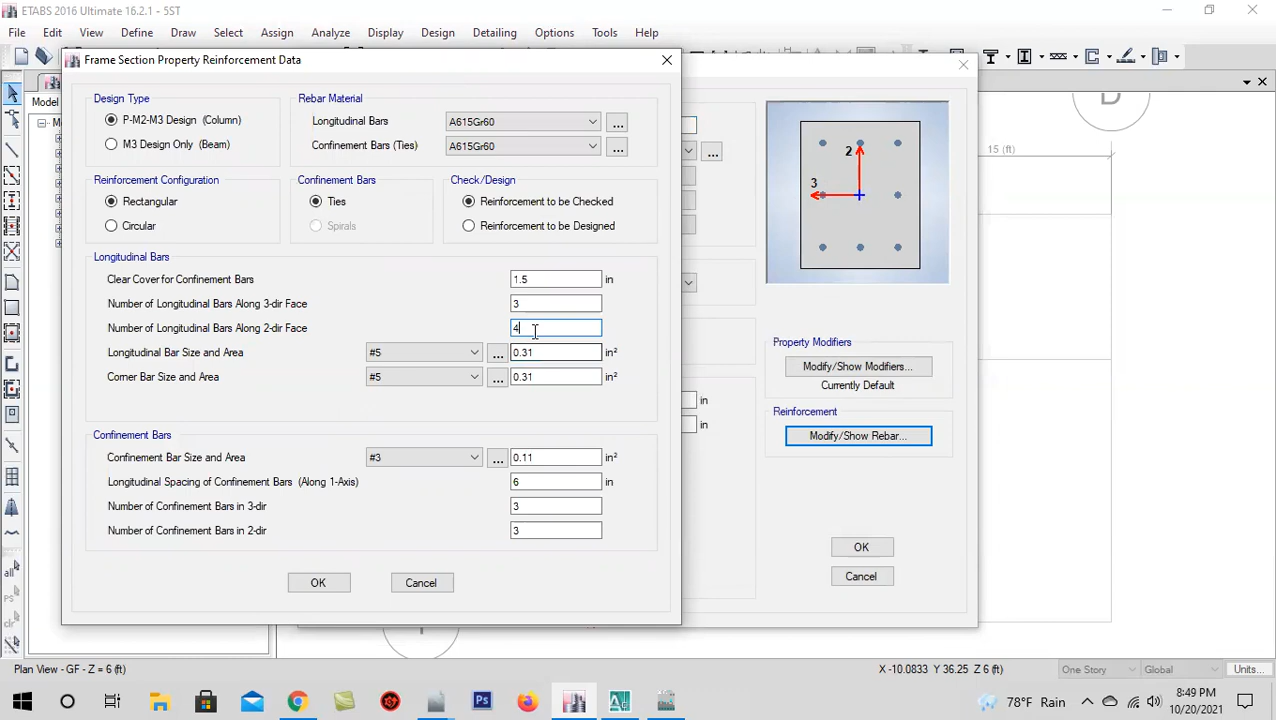 ETABS 2016 Ultimate 16.2.1 - 5ST
File Edit View Define Draw Select Assign Analyze Display Design Detailing Options Tools Help
Frame Section Property Reinforcement Data
Model
D
15 (ft)
Design Type
P-M2-M3 Design (Column)
M3 Design Only (Beam)
Rebar Material
Longitudinal Bars A615Gr60 ...
Confinement Bars (Ties) A615Gr60 ...
Reinforcement Configuration
Rectangular
Circular
Confinement Bars
Ties
Spirals
Check/Design
Reinforcement to be Checked
Reinforcement to be Designed
Longitudinal Bars
Clear Cover for Confinement Bars 1.5 in
Number of Longitudinal Bars Along 3-dir Face 3
Number of Longitudinal Bars Along 2-dir Face 4
Longitudinal Bar Size and Area #5 ... 0.31 in²
Corner Bar Size and Area #5 ... 0.31 in²
Confinement Bars
Confinement Bar Size and Area #3 ... 0.11 in²
Longitudinal Spacing of Confinement Bars (Along 1-Axis) 6 in
Number of Confinement Bars in 3-dir 3
Number of Confinement Bars in 2-dir 3
OK Cancel
...
in
in
2
3
Property Modifiers
Modify/Show Modifiers...
Currently Default
Reinforcement
Modify/Show Rebar...
OK
Cancel
all
ps
clr
Plan View - GF - Z = 6 (ft) X -10.0833 Y 36.25 Z 6 (ft) One Story Global Units...
Ps
78°F Rain
8:49 PM
10/20/2021